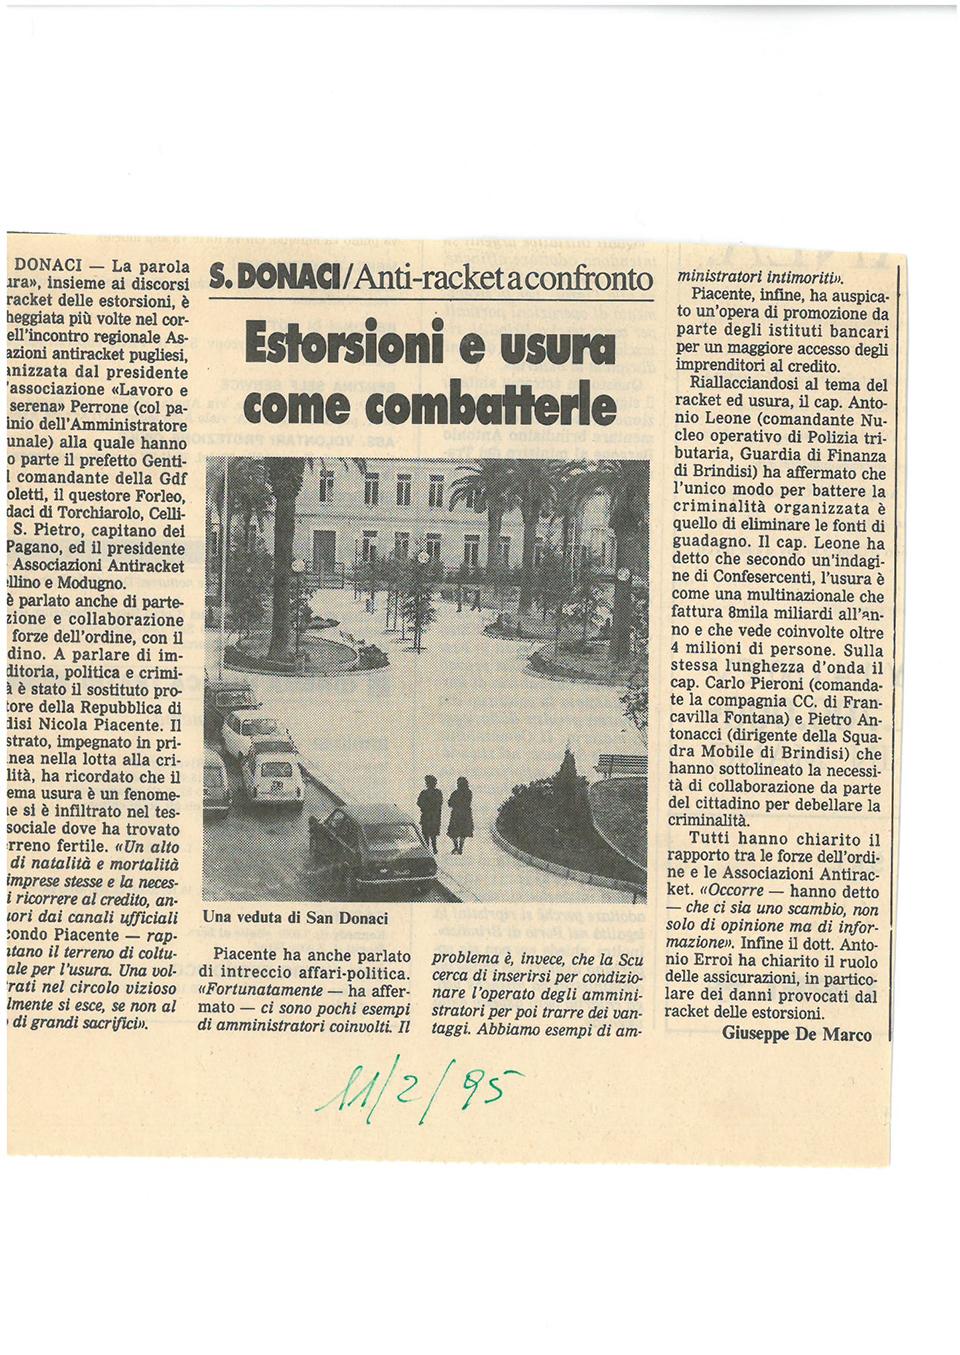 S. DONACI/Anti-racket a confronto
Estorsioni e usura
come combatterle
DONACI — La parola
ura», insieme ai discorsi
racket delle estorsioni, è
heggiata più volte nel cor-
ell'incontro regionale As-
azioni antiracket pugliesi,
anizzata dal presidente
'associazione «Lavoro e
serena» Perrone (col pa-
inio dell'Amministratore
unale) alla quale hanno
o parte il prefetto Genti-
l comandante della Gdf
oletti, il questore Forleo,
daci di Torchiarolo, Celli-
S. Pietro, capitano dei
Pagano, ed il presidente
Associazioni Antiracket
ellino e Modugno.
è parlato anche di parte-
zione e collaborazione
forze dell'ordine, con il
dino. A parlare di im-
ditoria, politica e crimi-
à è stato il sostituto pro-
tore della Repubblica di
disi Nicola Piacente. Il
strato, impegnato in pri-
nea nella lotta alla cri-
lità, ha ricordato che il
ema usura è un fenome-
e si è infiltrato nel tes-
sociale dove ha trovato
rreno fertile. «Un alto
di natalità e mortalità
imprese stesse e la neces-
i ricorrere al credito, an-
uori dai canali ufficiali
condo Piacente — rap-
ntano il terreno di coltu-
ale per l'usura. Una vol-
rati nel circolo vizioso
lmente si esce, se non al
o di grandi sacrifici».
Una veduta di San Donaci
Piacente ha anche parlato
di intreccio affari-politica.
«Fortunatamente — ha affer-
mato — ci sono pochi esempi
di amministratori coinvolti. Il
problema è, invece, che la Scu
cerca di inserirsi per condizio-
nare l'operato degli ammini-
stratori per poi trarre dei van-
taggi. Abbiamo esempi di am-
ministratori intimoriti».
Piacente, infine, ha auspica-
to un'opera di promozione da
parte degli istituti bancari
per un maggiore accesso degli
imprenditori al credito.
Riallacciandosi al tema del
racket ed usura, il cap. Anto-
nio Leone (comandante Nu-
cleo operativo di Polizia tri-
butaria, Guardia di Finanza
di Brindisi) ha affermato che
l'unico modo per battere la
criminalità organizzata è
quello di eliminare le fonti di
guadagno. Il cap. Leone ha
detto che secondo un'indagi-
ne di Confesercenti, l'usura è
come una multinazionale che
fattura 8mila miliardi all'an-
no e che vede coinvolte oltre
4 milioni di persone. Sulla
stessa lunghezza d'onda il
cap. Carlo Pieroni (comanda-
te la compagnia CC. di Fran-
cavilla Fontana) e Pietro An-
tonacci (dirigente della Squa-
dra Mobile di Brindisi) che
hanno sottolineato la necessi-
tà di collaborazione da parte
del cittadino per debellare la
criminalità.
Tutti hanno chiarito il
rapporto tra le forze dell'ordi-
ne e le Associazioni Antirac-
ket. «Occorre — hanno detto
— che ci sia uno scambio, non
solo di opinione ma di infor-
mazione». Infine il dott. Anto-
nio Erroi ha chiarito il ruolo
delle assicurazioni, in partico-
lare dei danni provocati dal
racket delle estorsioni.
Giuseppe De Marco
11/2/95